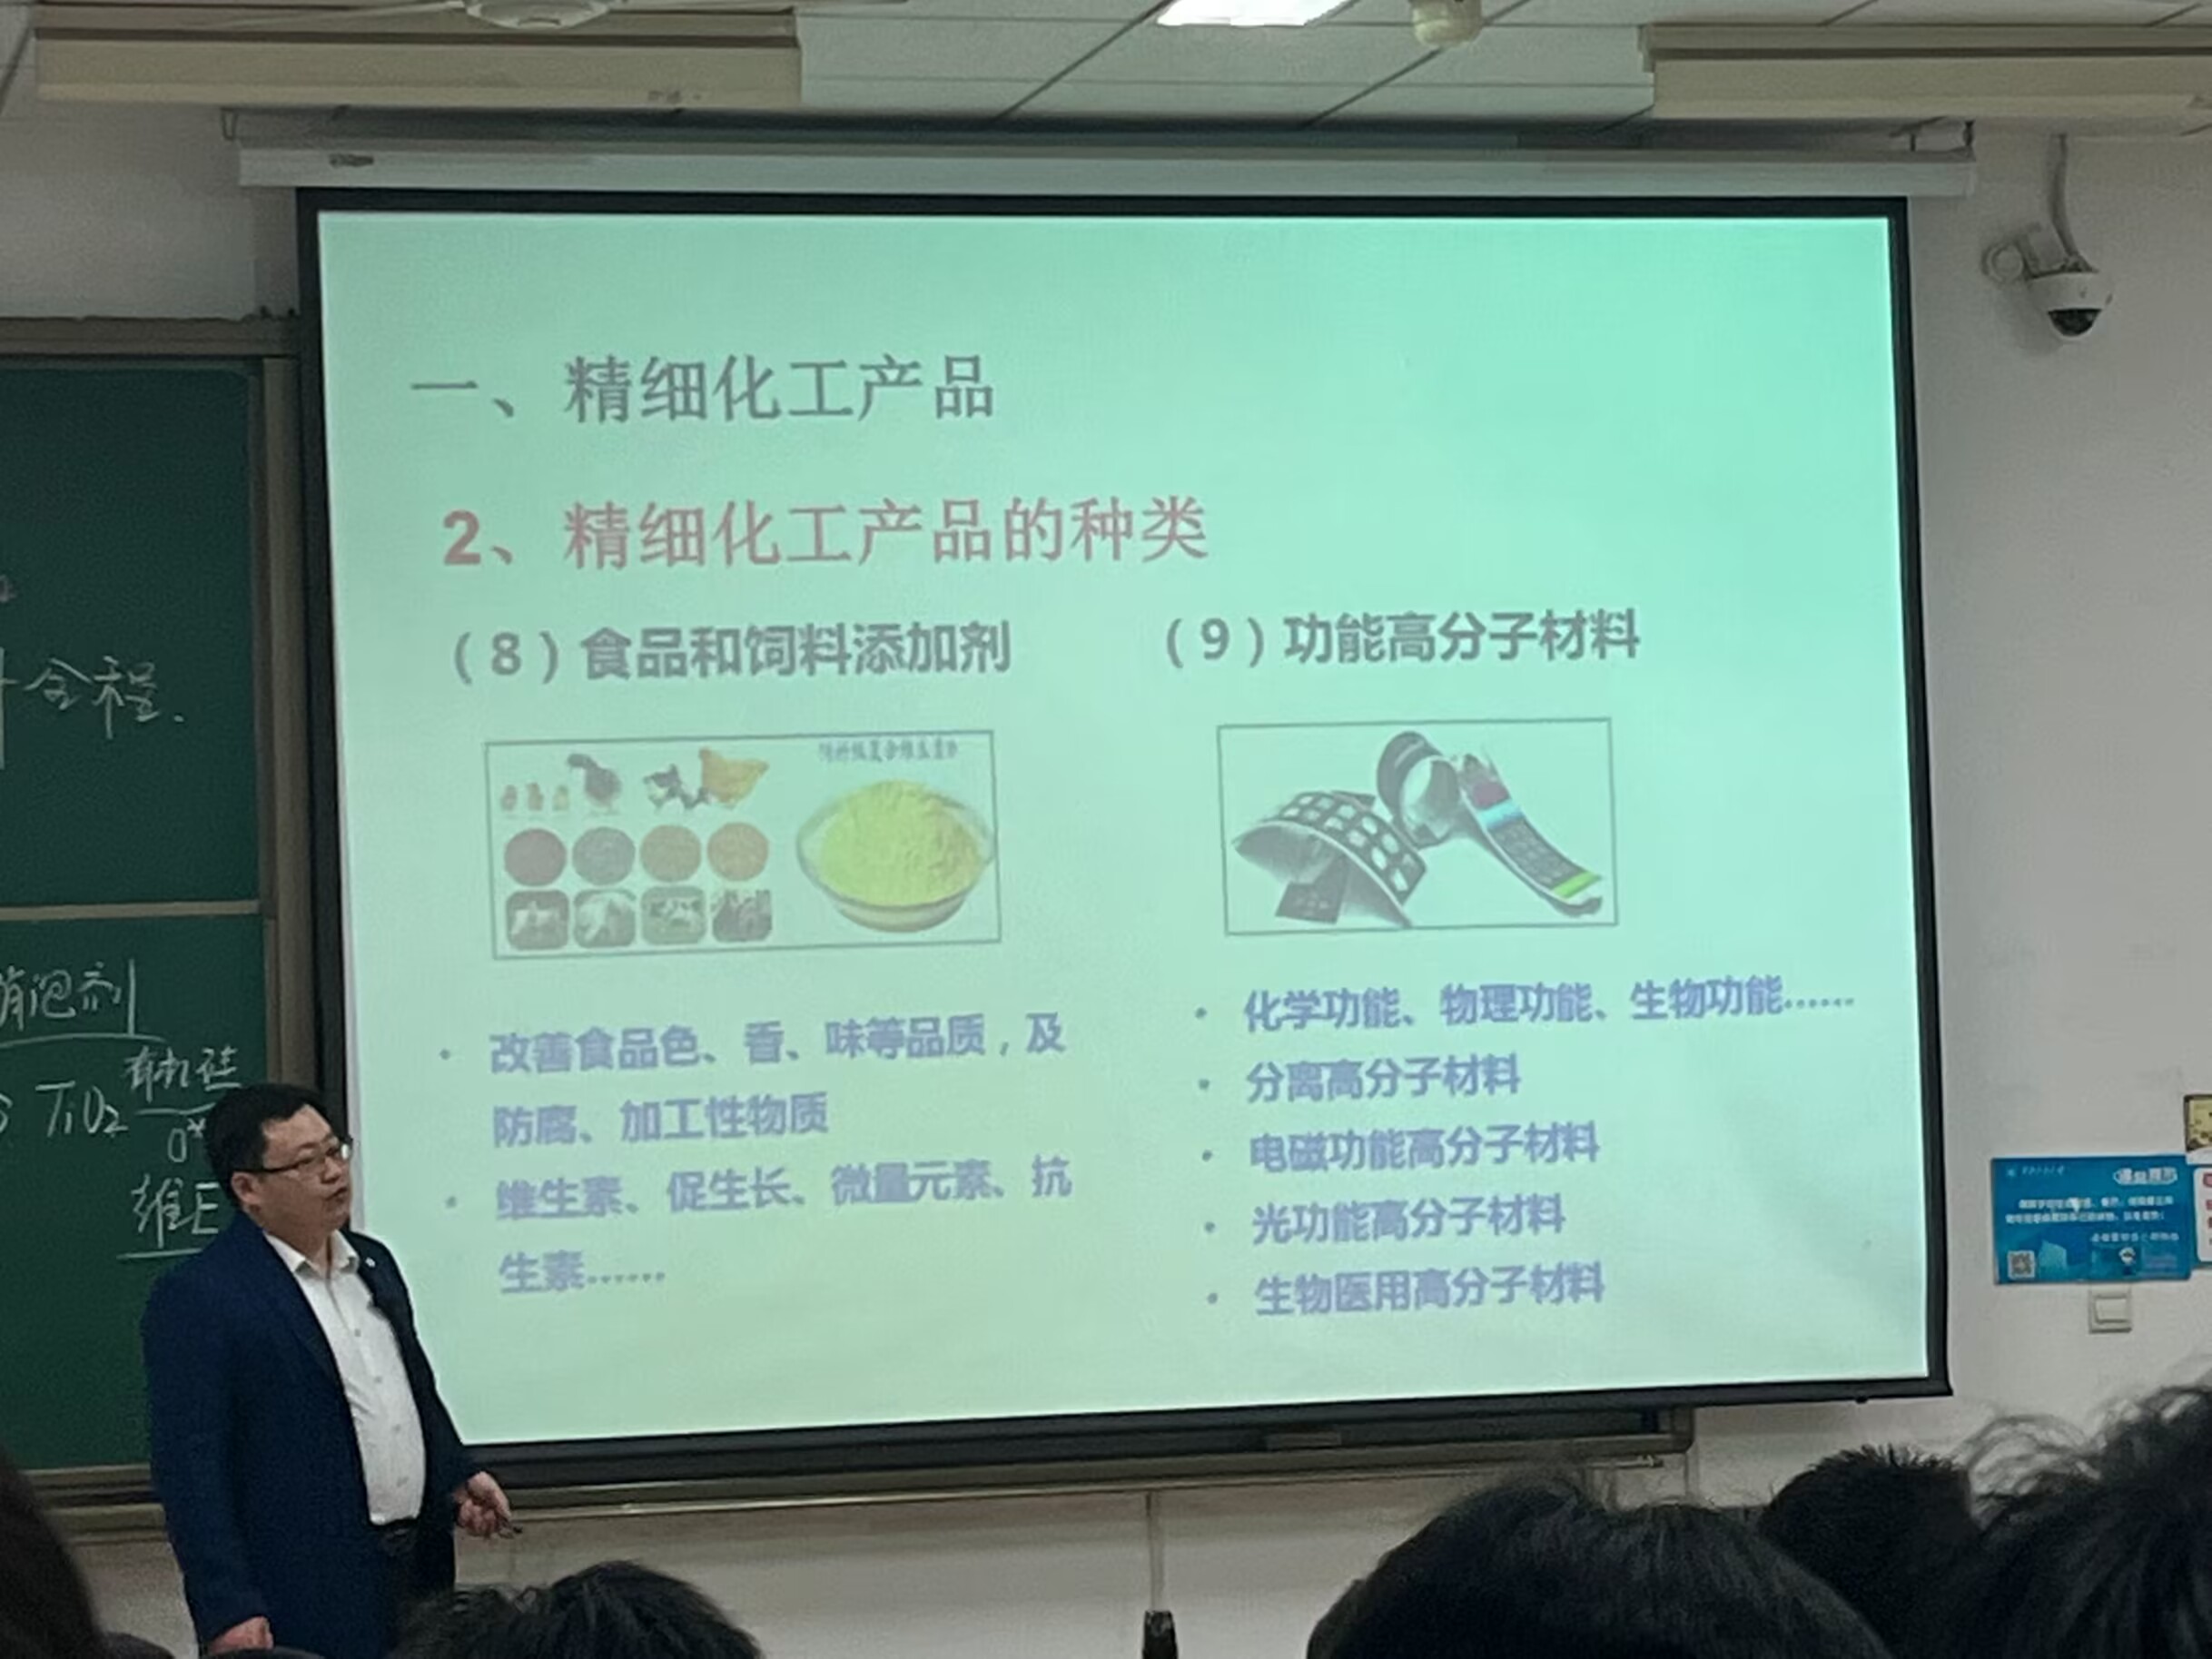 一、精细化工产品
2、精细化工产品的种类
（8）食品和饲料添加剂
改善食品色、香、味等品质，及
防腐、加工性物质
维生素、促生长、微量元素、抗
生素……
（9）功能高分子材料
化学功能、物理功能、生物功能……
分离高分子材料
电磁功能高分子材料
光功能高分子材料
生物医用高分子材料
消泡剂
有机硅
TiO2
维E